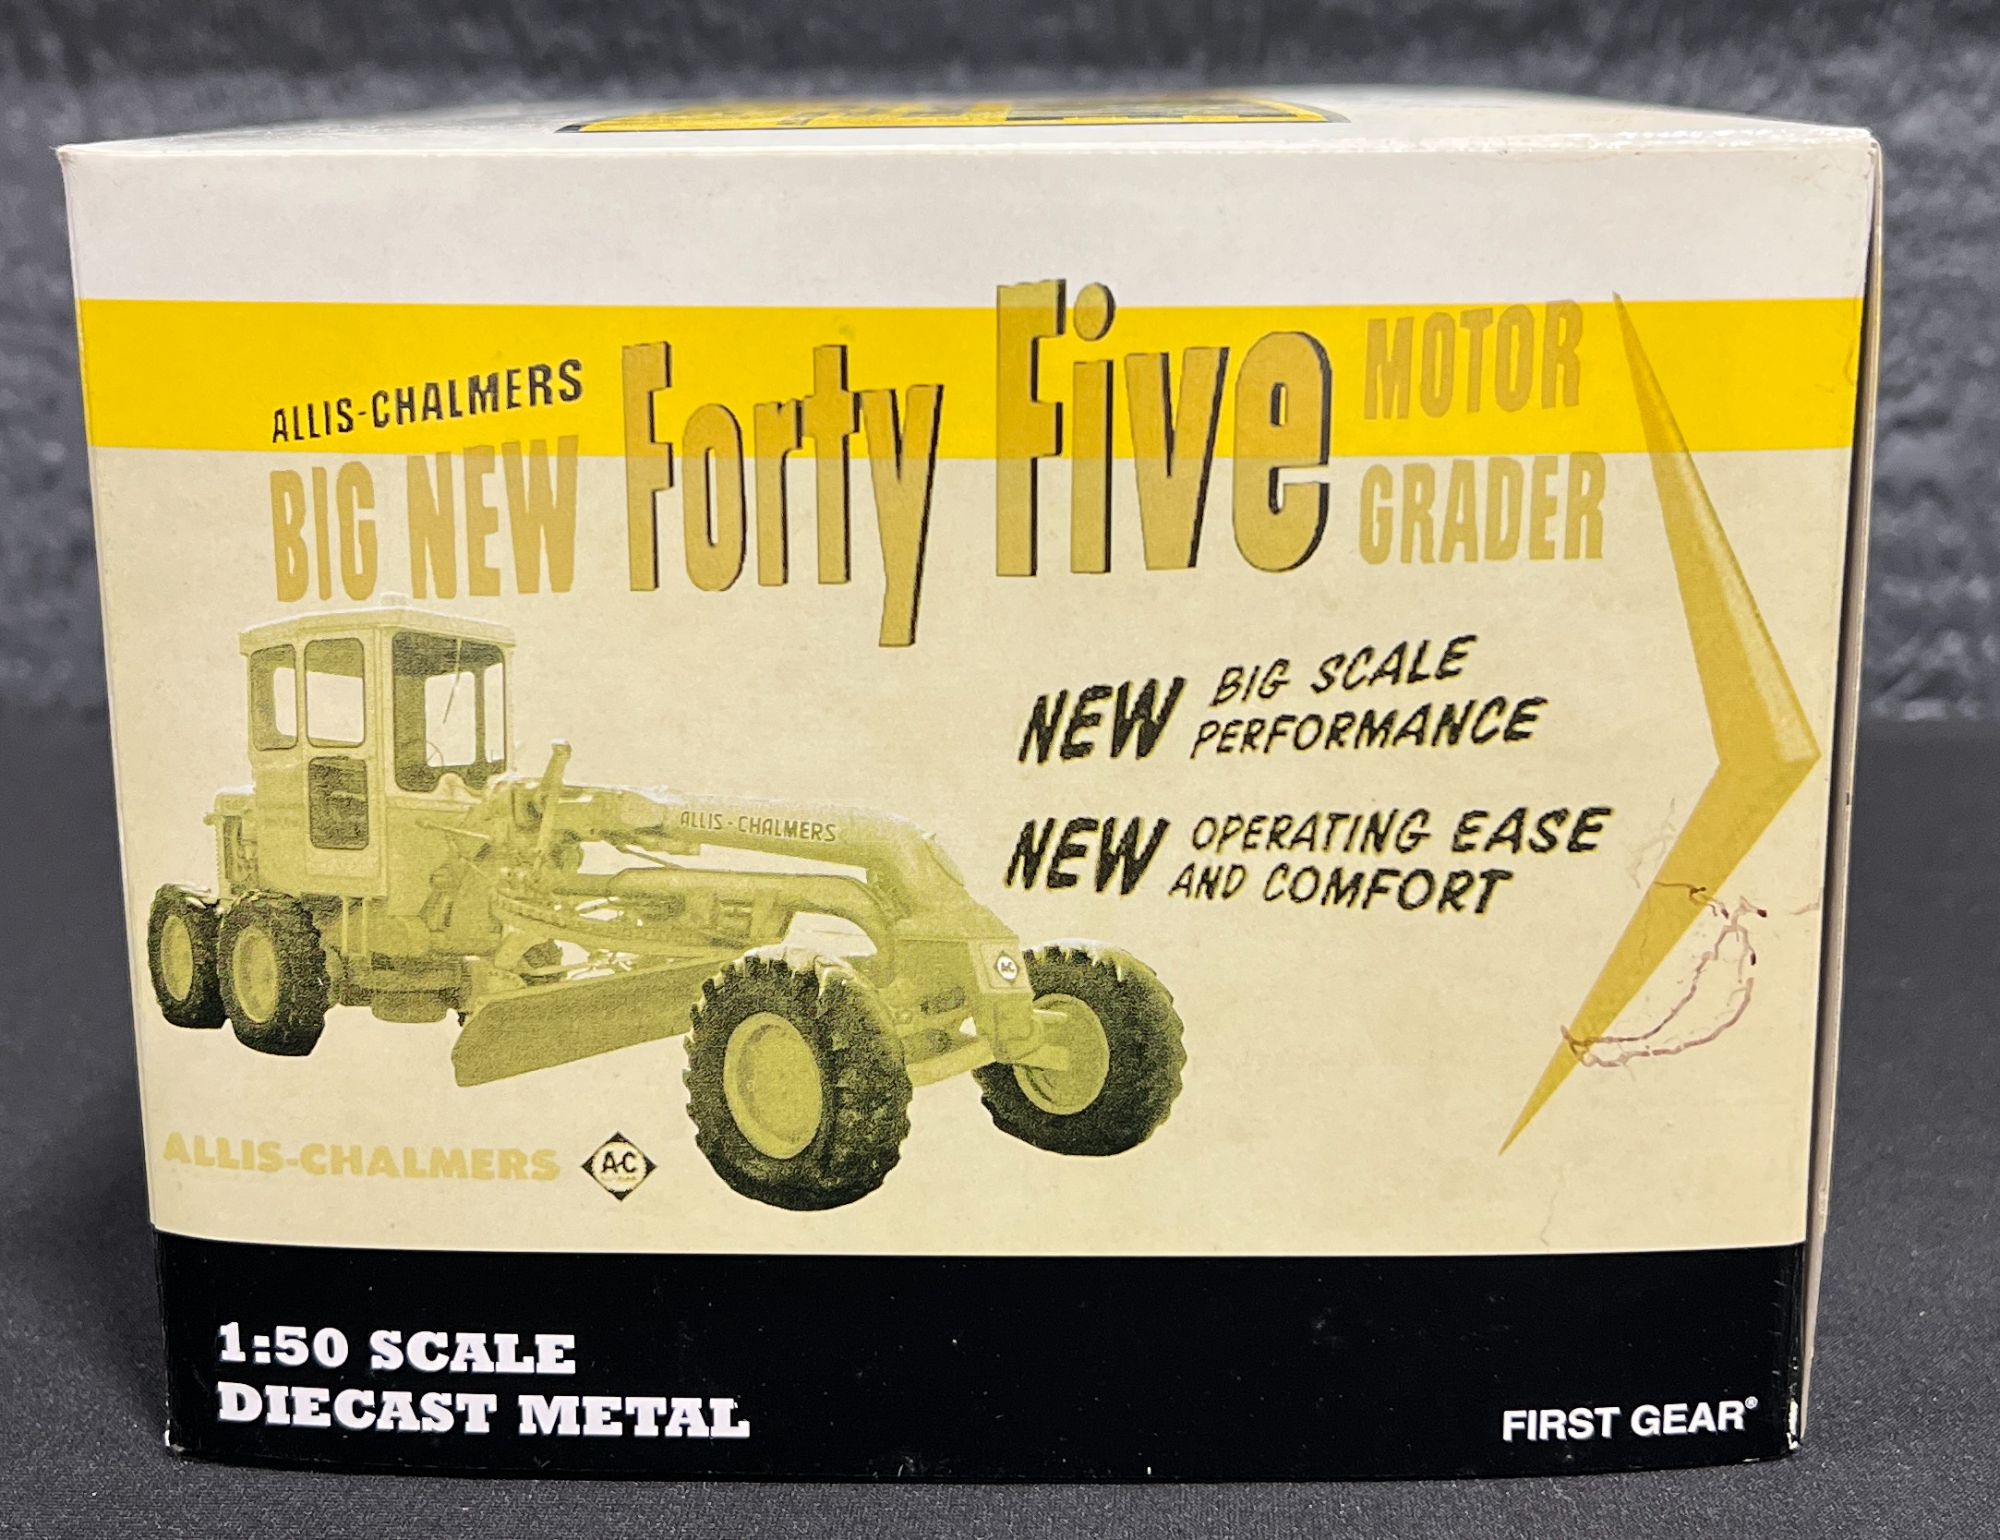 ALLIS-CHALMERS
BIG NEW Forty Five MOTOR
GRADER
NEW BIG SCALE
PERFORMANCE
NEW OPERATING EASE
AND COMFORT
ALLIS-CHALMERS
A-C
ALLIS-CHALMERS A-C
1:50 SCALE
DIECAST METAL
FIRST GEAR®